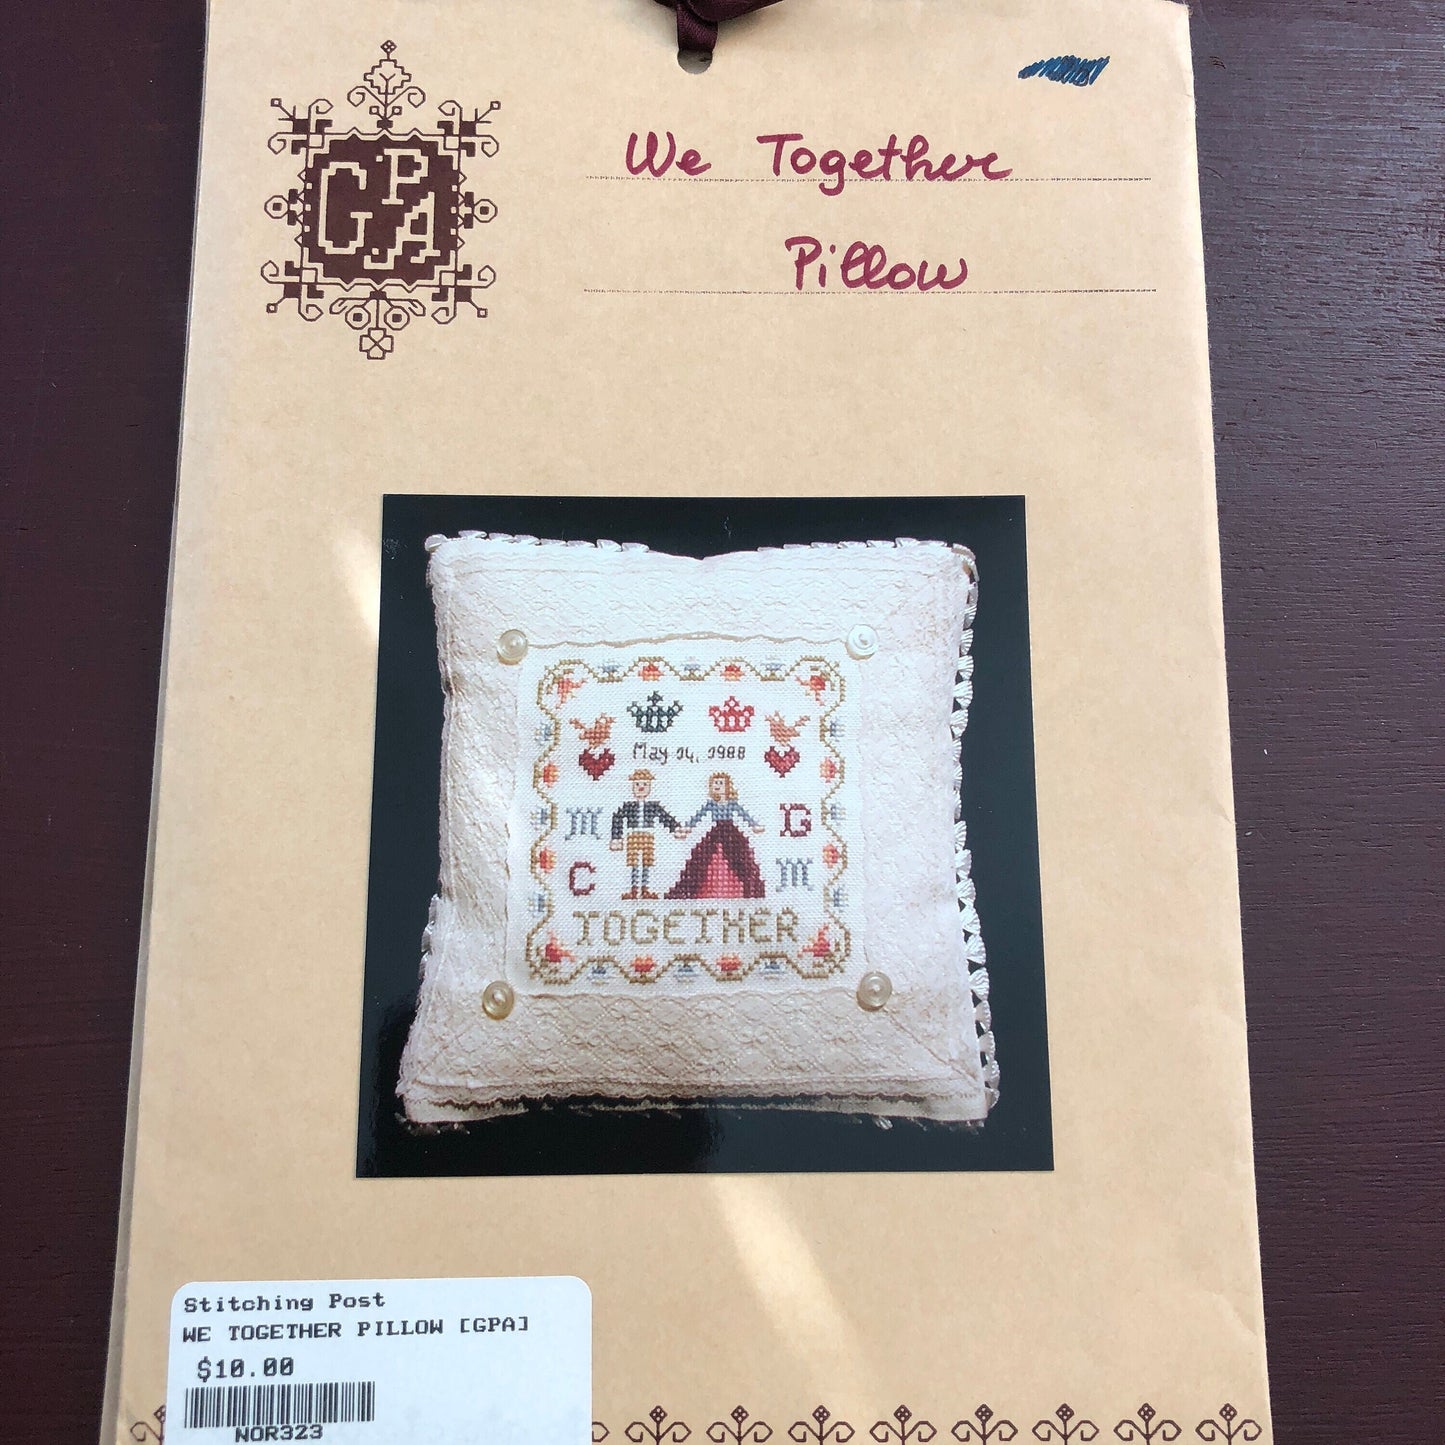 GPA
We Together
Pillow
May 14, 1988
M G
C M
TOGETHER
Stitching Post
WE TOGETHER PILLOW [GPA]
$10.00
NOR323